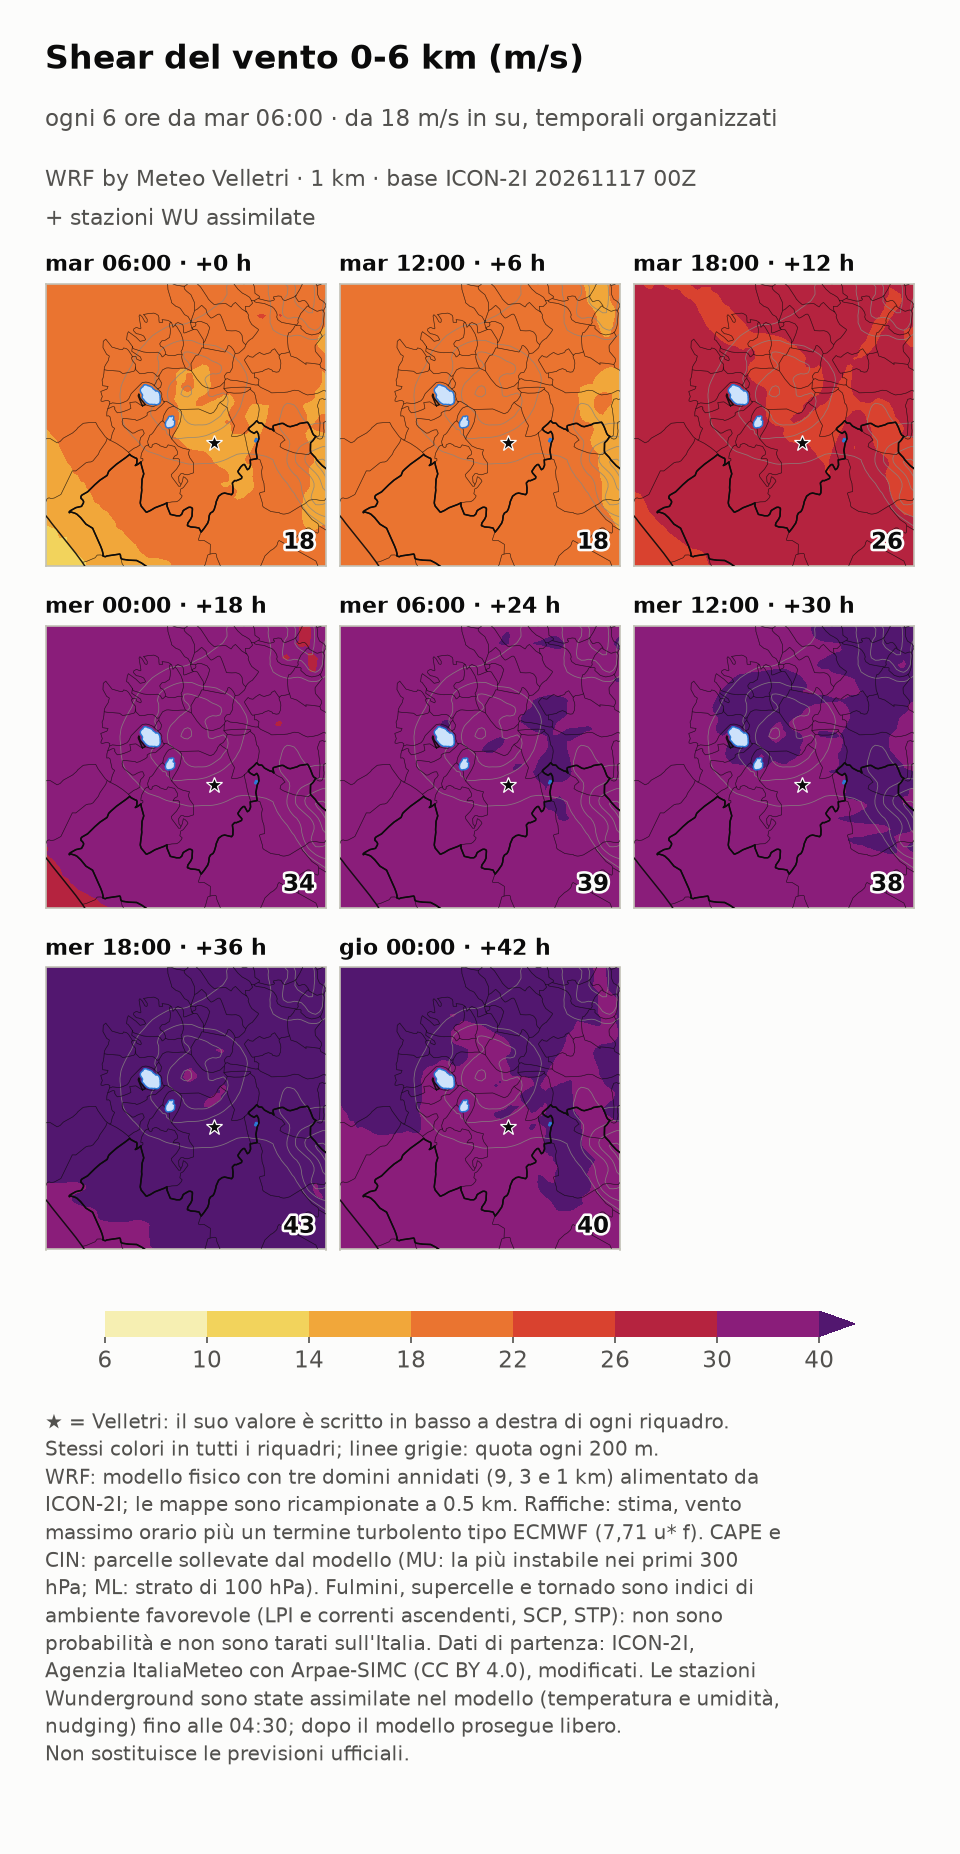 Shear del vento 0-6 km (m/s)
ogni 6 ore da mar 06:00 · da 18 m/s in su, temporali organizzati
WRF by Meteo Velletri · 1 km · base ICON-2I 20261117 00Z
+ stazioni WU assimilate
mar 06:00 · +0 h
mar 12:00 · +6 h
mar 18:00 · +12 h
18
18
26
mer 00:00 · +18 h
mer 06:00 · +24 h
mer 12:00 · +30 h
34
39
38
mer 18:00 · +36 h
gio 00:00 · +42 h
43
40
6 10 14 18 22 26 30 40
★ = Velletri: il suo valore è scritto in basso a destra di ogni riquadro.
Stessi colori in tutti i riquadri; linee grigie: quota ogni 200 m.
WRF: modello fisico con tre domini annidati (9, 3 e 1 km) alimentato da
ICON-2I; le mappe sono ricampionate a 0.5 km. Raffiche: stima, vento
massimo orario più un termine turbolento tipo ECMWF (7,71 u* f). CAPE e
CIN: parcelle sollevate dal modello (MU: la più instabile nei primi 300
hPa; ML: strato di 100 hPa). Fulmini, supercelle e tornado sono indici di
ambiente favorevole (LPI e correnti ascendenti, SCP, STP): non sono
probabilità e non sono tarati sull'Italia. Dati di partenza: ICON-2I,
Agenzia ItaliaMeteo con Arpae-SIMC (CC BY 4.0), modificati. Le stazioni
Wunderground sono state assimilate nel modello (temperatura e umidità,
nudging) fino alle 04:30; dopo il modello prosegue libero.
Non sostituisce le previsioni ufficiali.